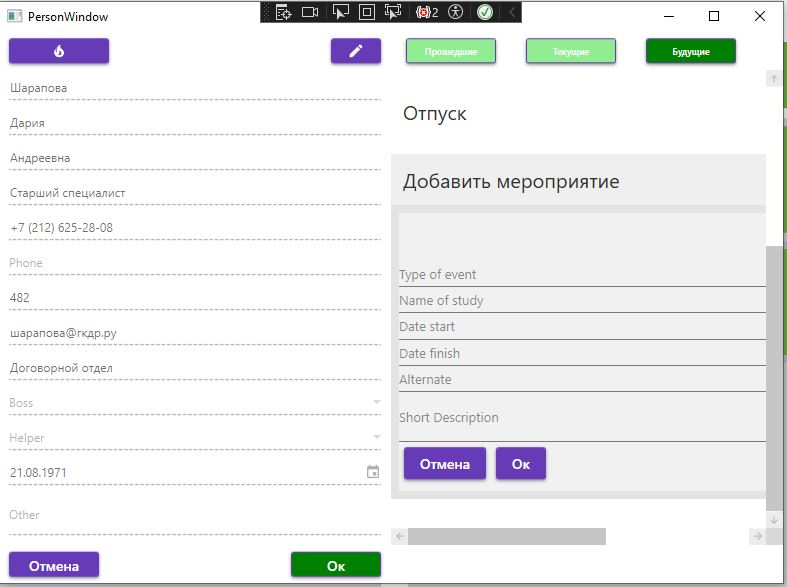 PersonWindow
2
Прошедшие
Текущие
Будущие
Шарапова
Дария
Андреевна
Старший специалист
+7 (212) 625-28-08
Phone
482
шарапова@гкдр.ру
Договорной отдел
Boss
Helper
21.08.1971
Other
Отмена
Ок
Отпуск
Добавить мероприятие
Type of event
Name of study
Date start
Date finish
Alternate
Short Description
Отмена
Ок